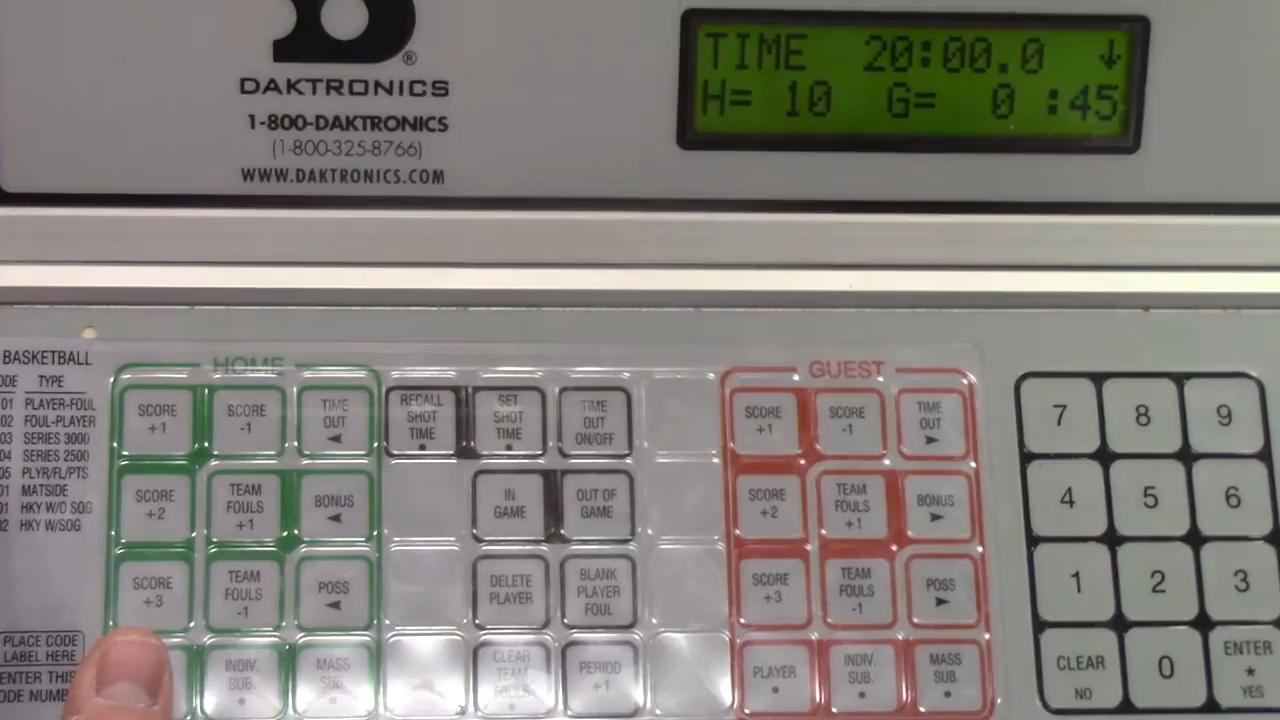 DAKTRONICS
®
1-800-DAKTRONICS
(1-800-325-8766)
WWW.DAKTRONICS.COM
TIME 20:00.0 ↓
H= 10 G= 0 :45
BASKETBALL
TYPE
01 PLAYER-FOUL
02 FOUL-PLAYER
03 SERIES 3000
04 SERIES 2500
05 PLYR/FL/PTS
01 MATSIDE
01 HKY W/O SOG
02 HKY W/SOG
PLACE CODE
LABEL HERE
ENTER THIS
HOME
SCORE
+1
SCORE
-1
TIME
OUT
◄
SCORE
+2
TEAM
FOULS
+1
BONUS
◄
SCORE
+3
TEAM
FOULS
-1
POSS
◄
INDIV.
SUB.
•
MASS
SUB.
•
RECALL
SHOT
TIME
•
SET
SHOT
TIME
•
TIME
OUT
ON/OFF
IN
GAME
OUT OF
GAME
DELETE
PLAYER
BLANK
PLAYER
FOUL
CLEAR
TEAM
FOULS
•
PERIOD
+1
GUEST
SCORE
+1
SCORE
-1
TIME
OUT
►
SCORE
+2
TEAM
FOULS
+1
BONUS
►
SCORE
+3
TEAM
FOULS
-1
POSS
►
PLAYER
•
INDIV.
SUB.
•
MASS
SUB.
•
7 8 9
4 5 6
1 2 3
CLEAR
NO
0
ENTER
*
YES